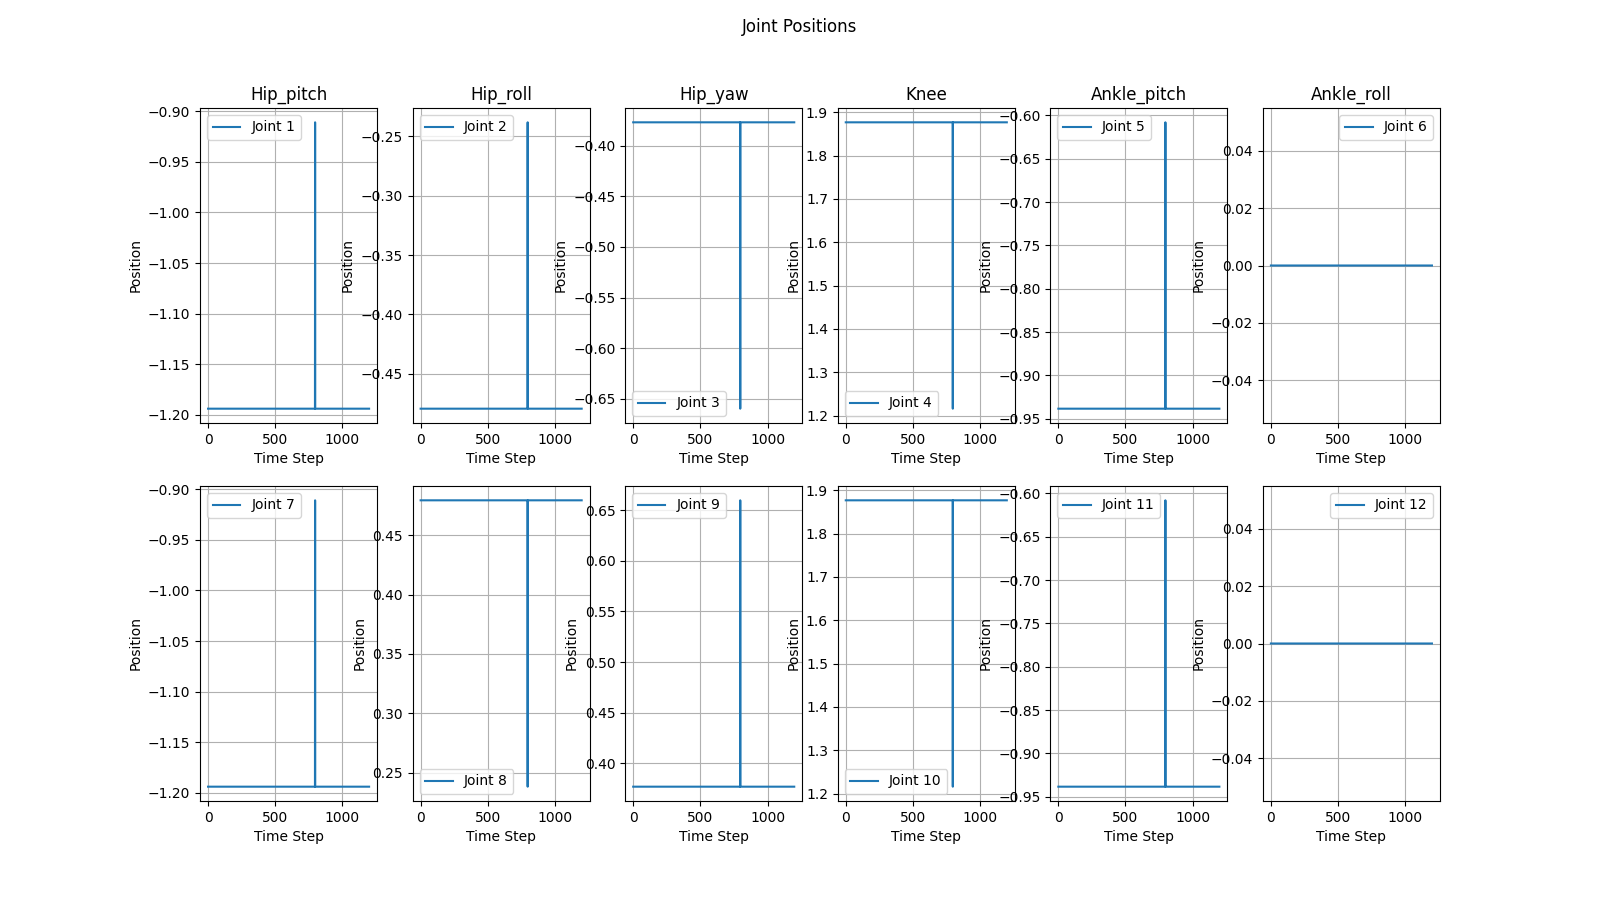 Joint Positions
Hip_pitch
Hip_roll
Hip_yaw
Knee
Ankle_pitch
Ankle_roll
Position
−0.90
−0.95
−1.00
−1.05
−1.10
−1.15
−1.20
Joint 1
0 500 1000
Time Step
Position
−0.25
−0.30
−0.35
−0.40
−0.45
Joint 2
0 500 1000
Time Step
Position
−0.40
−0.45
−0.50
−0.55
−0.60
−0.65
Joint 3
0 500 1000
Time Step
Position
1.9
1.8
1.7
1.6
1.5
1.4
1.3
1.2
Joint 4
0 500 1000
Time Step
Position
−0.60
−0.65
−0.70
−0.75
−0.80
−0.85
−0.90
−0.95
Joint 5
0 500 1000
Time Step
Position
0.04
0.02
0.00
−0.02
−0.04
Joint 6
0 500 1000
Time Step
Position
−0.90
−0.95
−1.00
−1.05
−1.10
−1.15
−1.20
Joint 7
0 500 1000
Time Step
Position
0.45
0.40
0.35
0.30
0.25
Joint 8
0 500 1000
Time Step
Position
0.65
0.60
0.55
0.50
0.45
0.40
Joint 9
0 500 1000
Time Step
Position
1.9
1.8
1.7
1.6
1.5
1.4
1.3
1.2
Joint 10
0 500 1000
Time Step
Position
−0.60
−0.65
−0.70
−0.75
−0.80
−0.85
−0.90
−0.95
Joint 11
0 500 1000
Time Step
Position
0.04
0.02
0.00
−0.02
−0.04
Joint 12
0 500 1000
Time Step